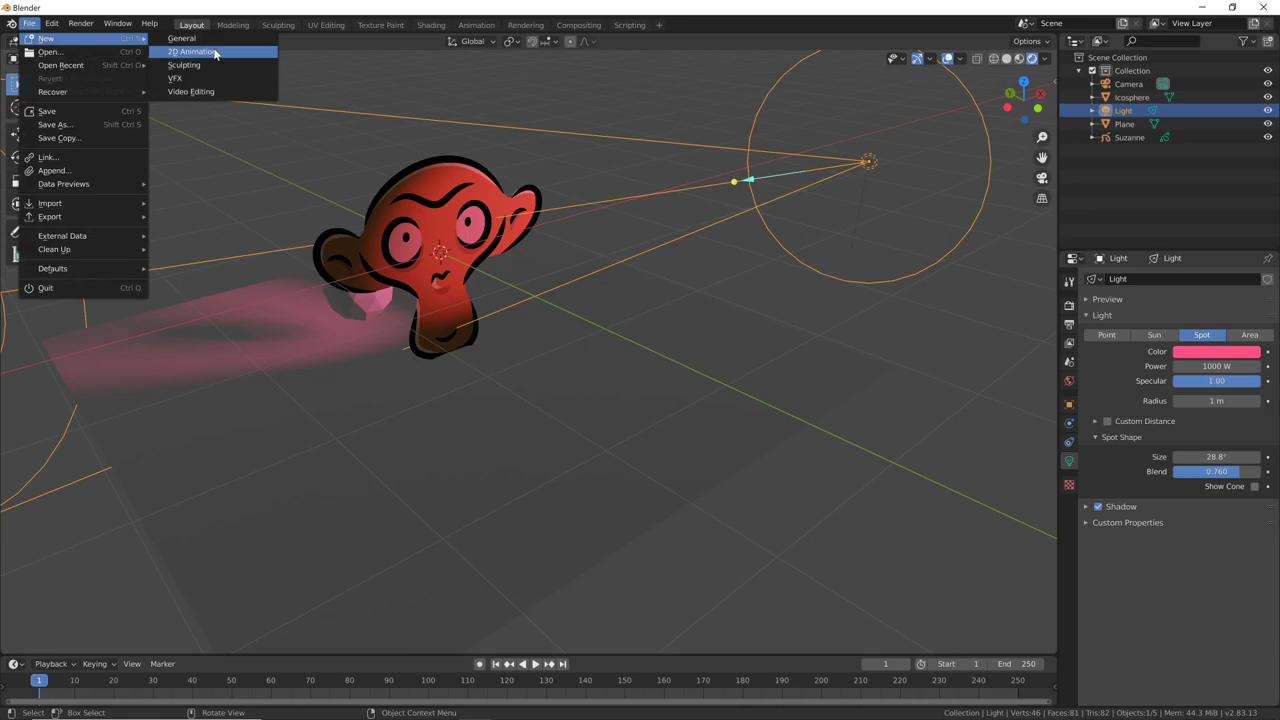 Blender
File Edit Render Window Help Layout Modeling Sculpting UV Editing Texture Paint Shading Animation Rendering Compositing Scripting Scene View Layer
New Ctrl N
General
2D Animation
Sculpting
VFX
Video Editing
Open... Ctrl O
Open Recent Shift Ctrl O
Revert
Recover
Save Ctrl S
Save As... Shift Ctrl S
Save Copy...
Link...
Append...
Data Previews
Import
Export
External Data
Clean Up
Defaults
Quit Ctrl Q
Global
Options
X
Y
Z
Scene Collection
Collection
Camera
Icosphere
Light
Plane
Suzanne
Light Light
Light
Preview
Light
Point Sun Spot Area
Color
Power 1000 W
Specular 1.00
Radius 1 m
Custom Distance
Spot Shape
Size 28.8°
Blend 0.760
Show Cone
Shadow
Custom Properties
Playback Keying View Marker 1 Start 1 End 250
1 10 20 30 40 50 60 70 80 90 100 110 120 130 140 150 160 170 180 190 200 210 220 230 240 250
Select Box Select Rotate View Object Context Menu Collection | Light | Verts:46 | Faces:81 | Tris:82 | Objects:0/5 | Mem: 44.3 MiB | v2.83.13